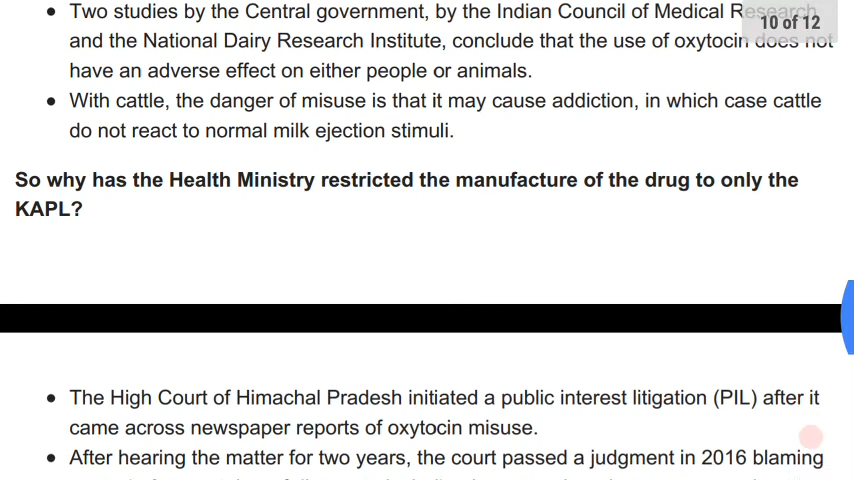 ● Two studies by the Central government, by the Indian Council of Medical Research
10 of 12
and the National Dairy Research Institute, conclude that the use of oxytocin does not
have an adverse effect on either people or animals.
● With cattle, the danger of misuse is that it may cause addiction, in which case cattle
do not react to normal milk ejection stimuli.
So why has the Health Ministry restricted the manufacture of the drug to only the
KAPL?
● The High Court of Himachal Pradesh initiated a public interest litigation (PIL) after it
came across newspaper reports of oxytocin misuse.
● After hearing the matter for two years, the court passed a judgment in 2016 blaming